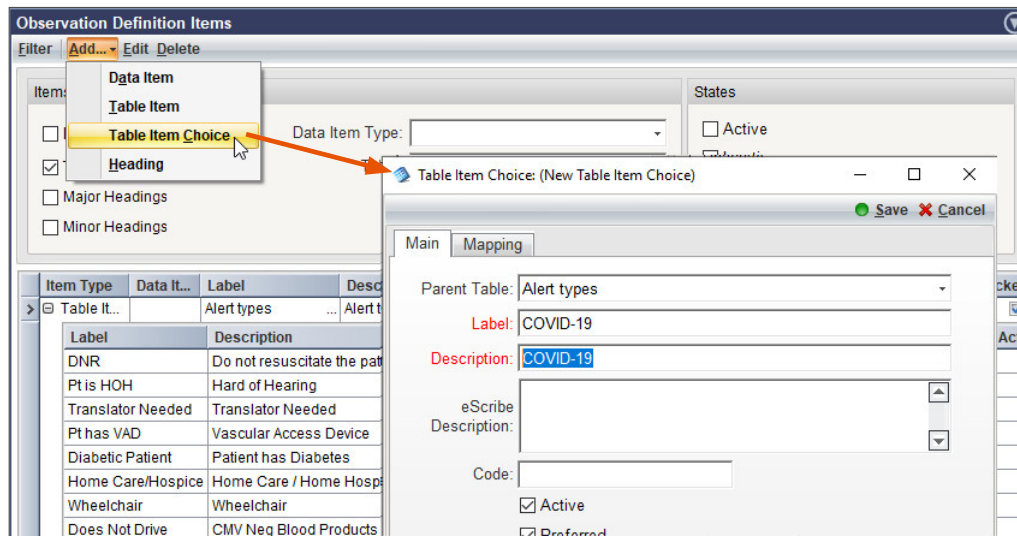 Observation Definition Items
Filter Add... Edit Delete
Data Item
Table Item
Table Item Choice
Heading
Items
Data Item Type:
States
Active
Major Headings
Minor Headings
Table Item Choice: (New Table Item Choice)
Save Cancel
Main Mapping
Parent Table: Alert types
Label: COVID-19
Description: COVID-19
eScribe
Description:
Code:
Active
Preferred
Item Type Data It... Label Desc
Table It... Alert types ... Alert t
Label Description
DNR Do not resuscitate the pat
Pt is HOH Hard of Hearing
Translator Needed Translator Needed
Pt has VAD Vascular Access Device
Diabetic Patient Patient has Diabetes
Home Care/Hospice Home Care / Home Hosp
Wheelchair Wheelchair
Does Not Drive CMV Neg Blood Products